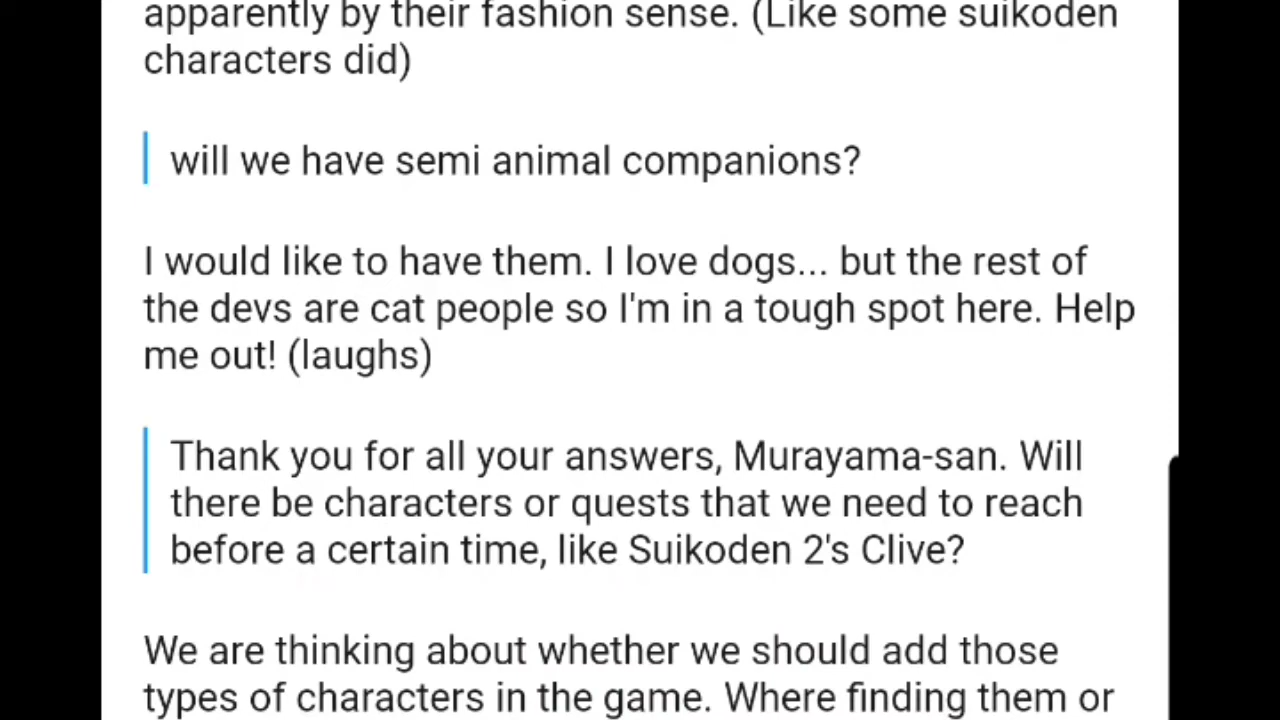 apparently by their fashion sense. (Like some suikoden
characters did)
will we have semi animal companions?
I would like to have them. I love dogs... but the rest of
the devs are cat people so I'm in a tough spot here. Help
me out! (laughs)
Thank you for all your answers, Murayama-san. Will
there be characters or quests that we need to reach
before a certain time, like Suikoden 2's Clive?
We are thinking about whether we should add those
types of characters in the game. Where finding them or